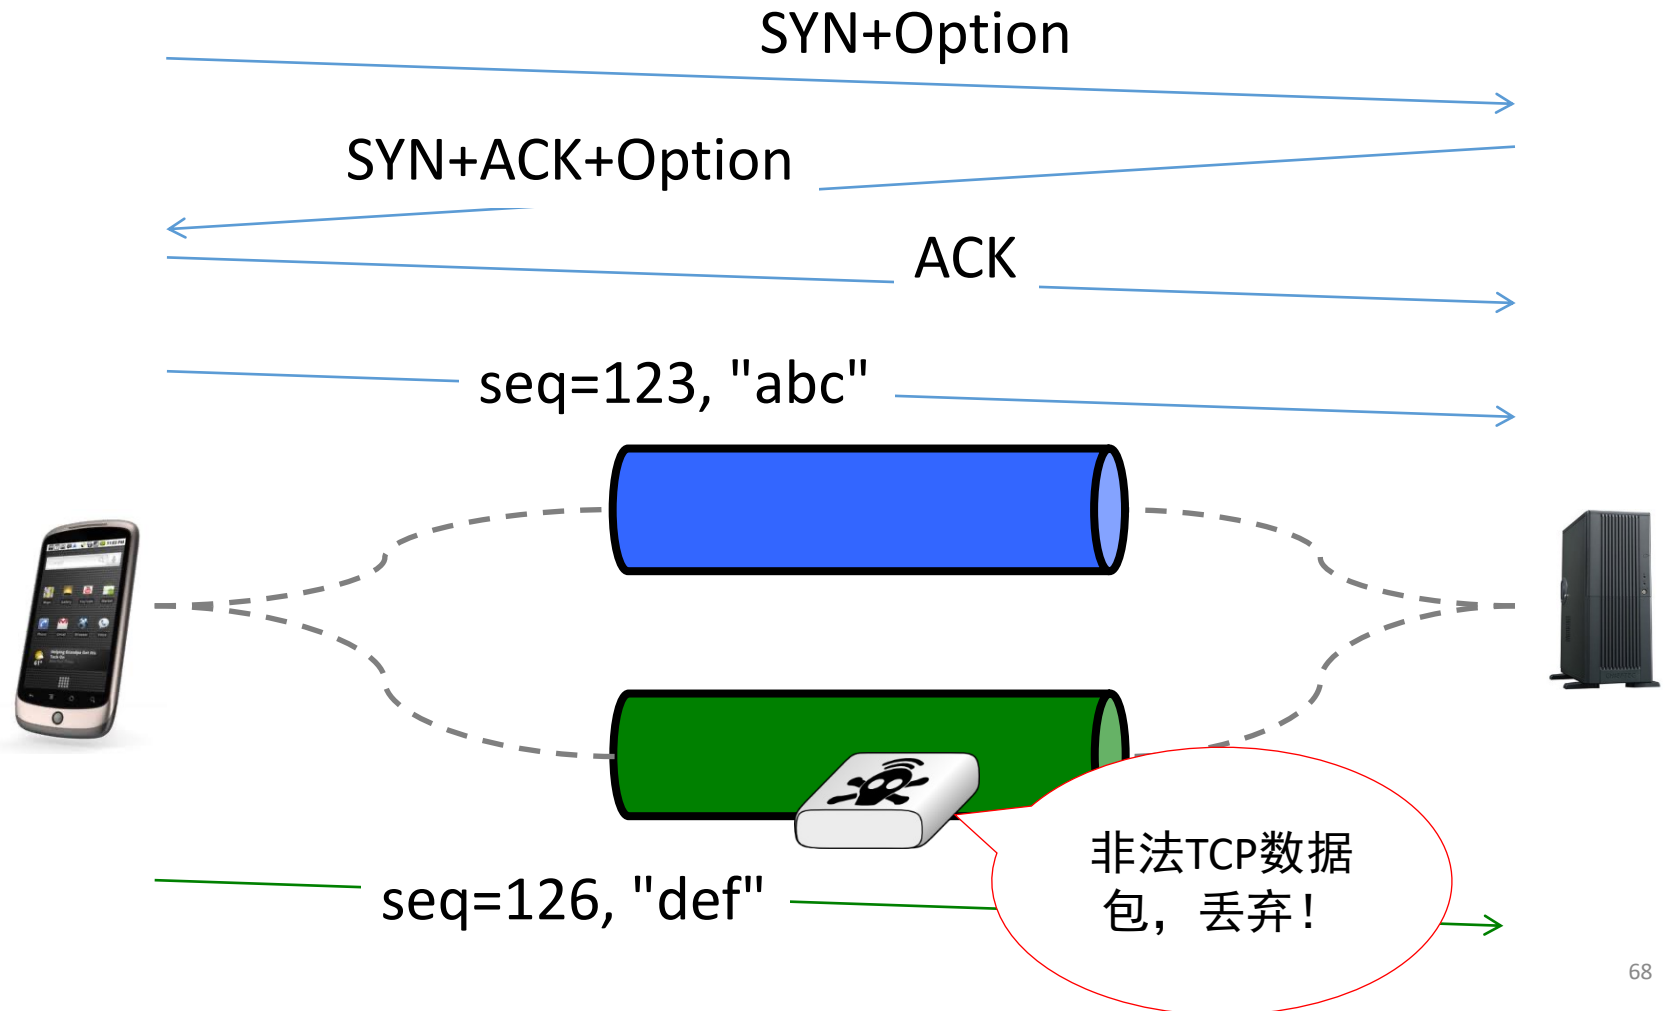 SYN+Option
SYN+ACK+Option
ACK
seq=123, "abc"
seq=126, "def"
非法TCP数据
包，丢弃！
68